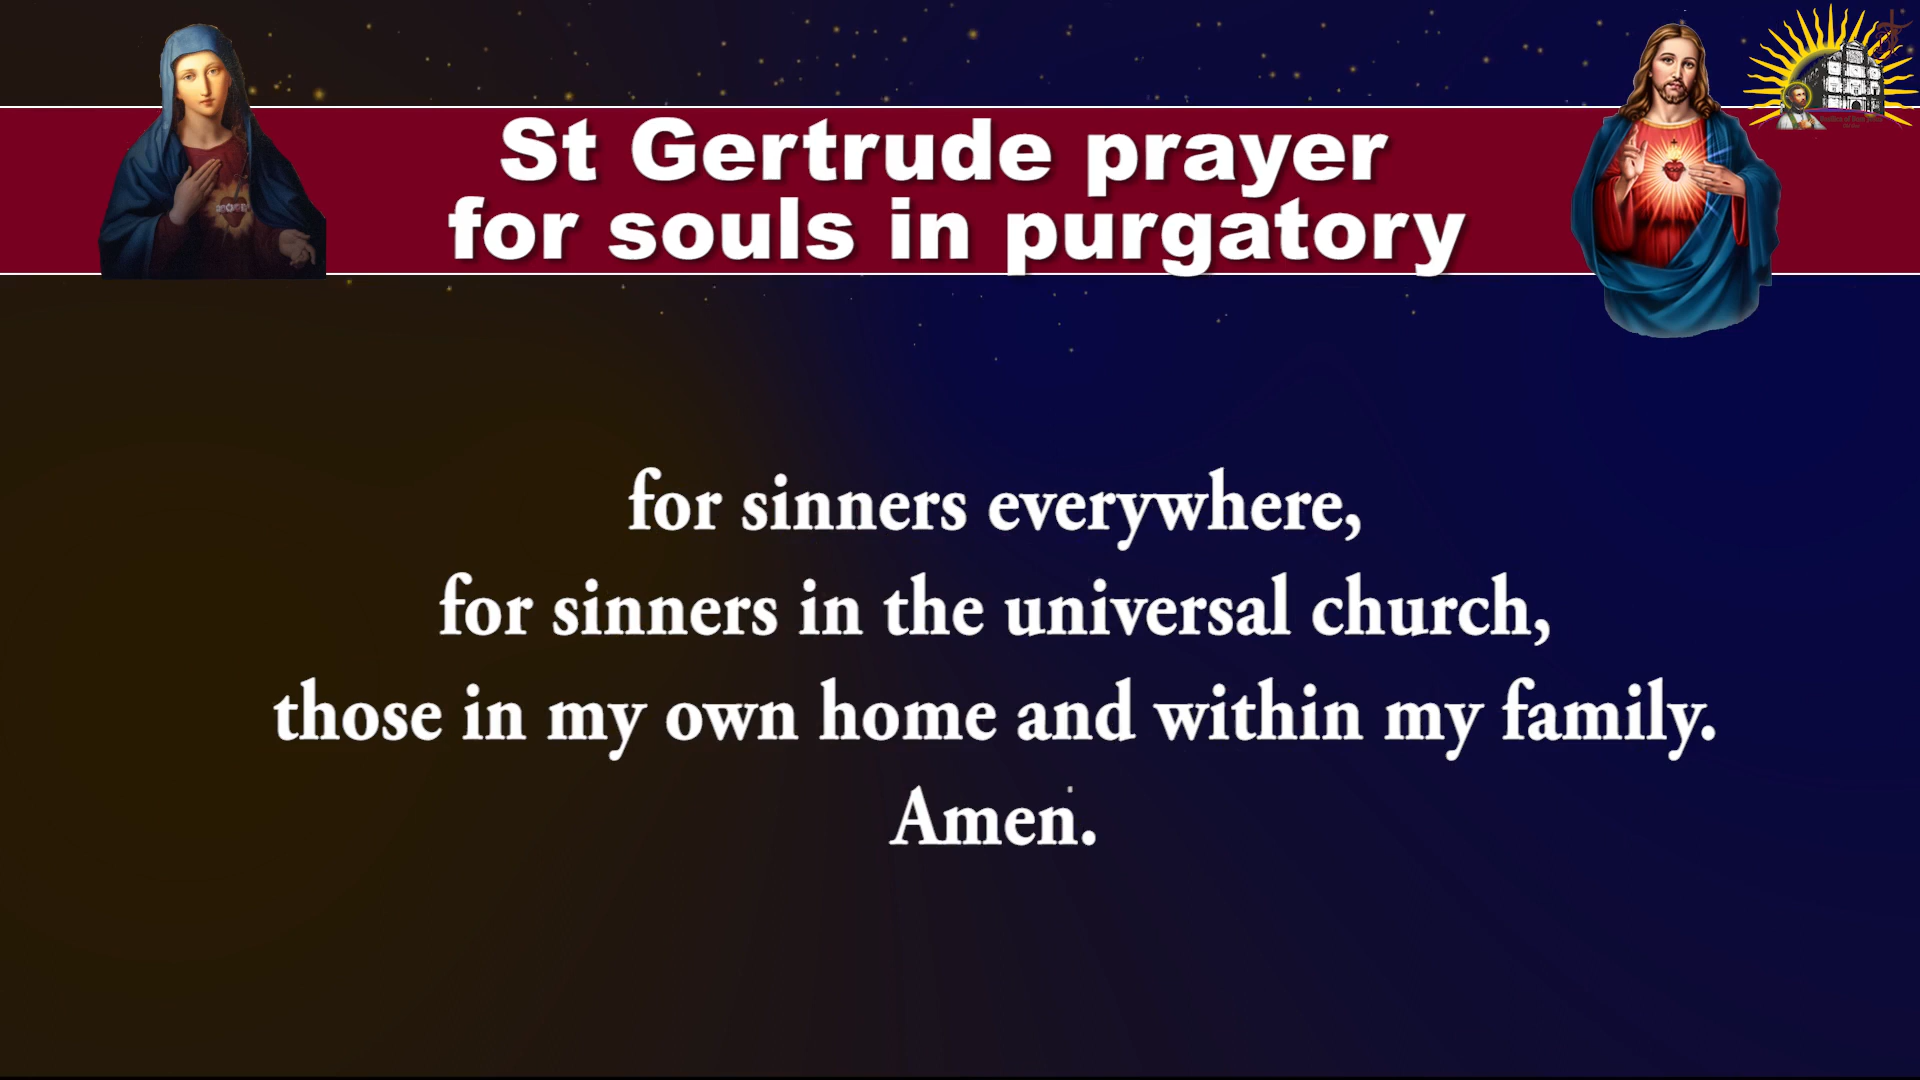 St Gertrude prayer
for souls in purgatory
for sinners everywhere,
for sinners in the universal church,
those in my own home and within my family.
Amen.